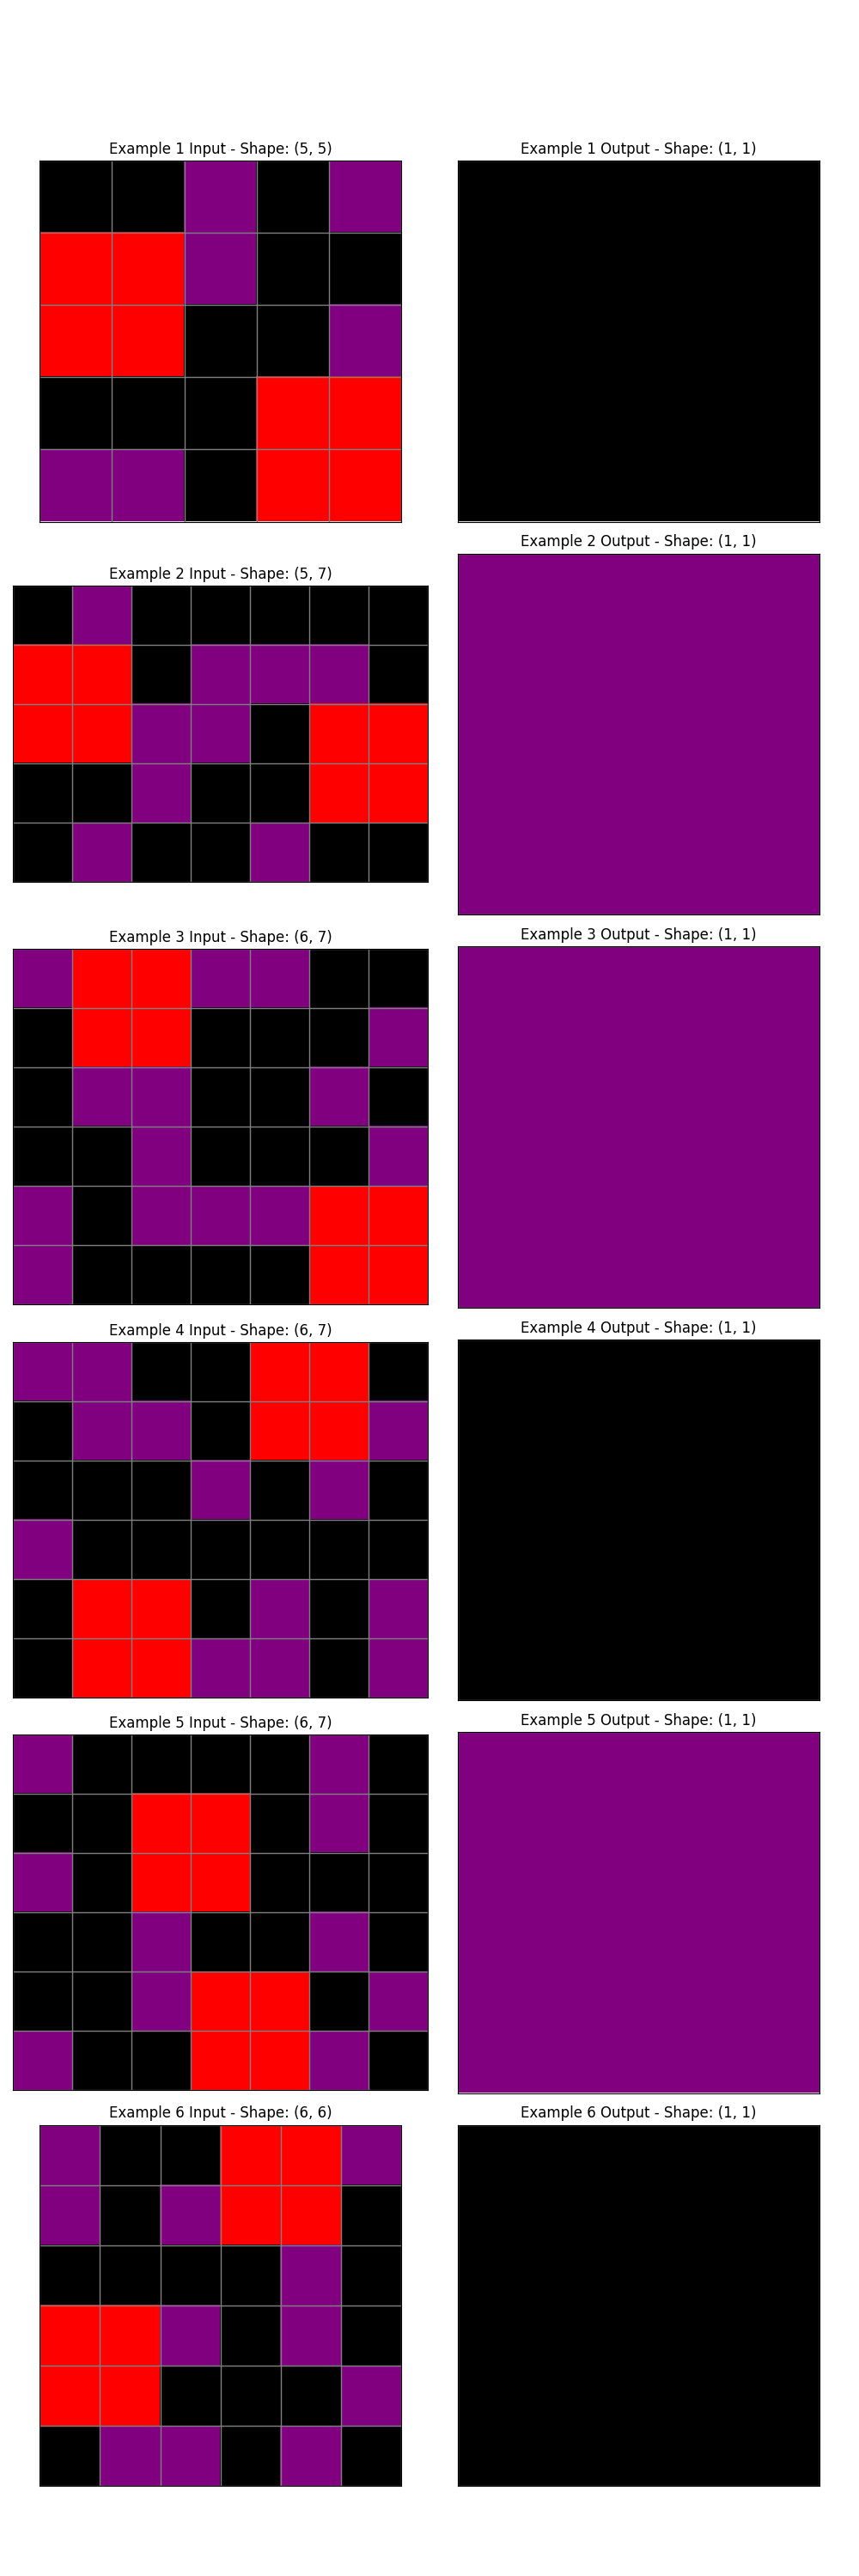 Example 1 Input - Shape: (5, 5)
Example 1 Output - Shape: (1, 1)
Example 2 Input - Shape: (5, 7)
Example 2 Output - Shape: (1, 1)
Example 3 Input - Shape: (6, 7)
Example 3 Output - Shape: (1, 1)
Example 4 Input - Shape: (6, 7)
Example 4 Output - Shape: (1, 1)
Example 5 Input - Shape: (6, 7)
Example 5 Output - Shape: (1, 1)
Example 6 Input - Shape: (6, 6)
Example 6 Output - Shape: (1, 1)